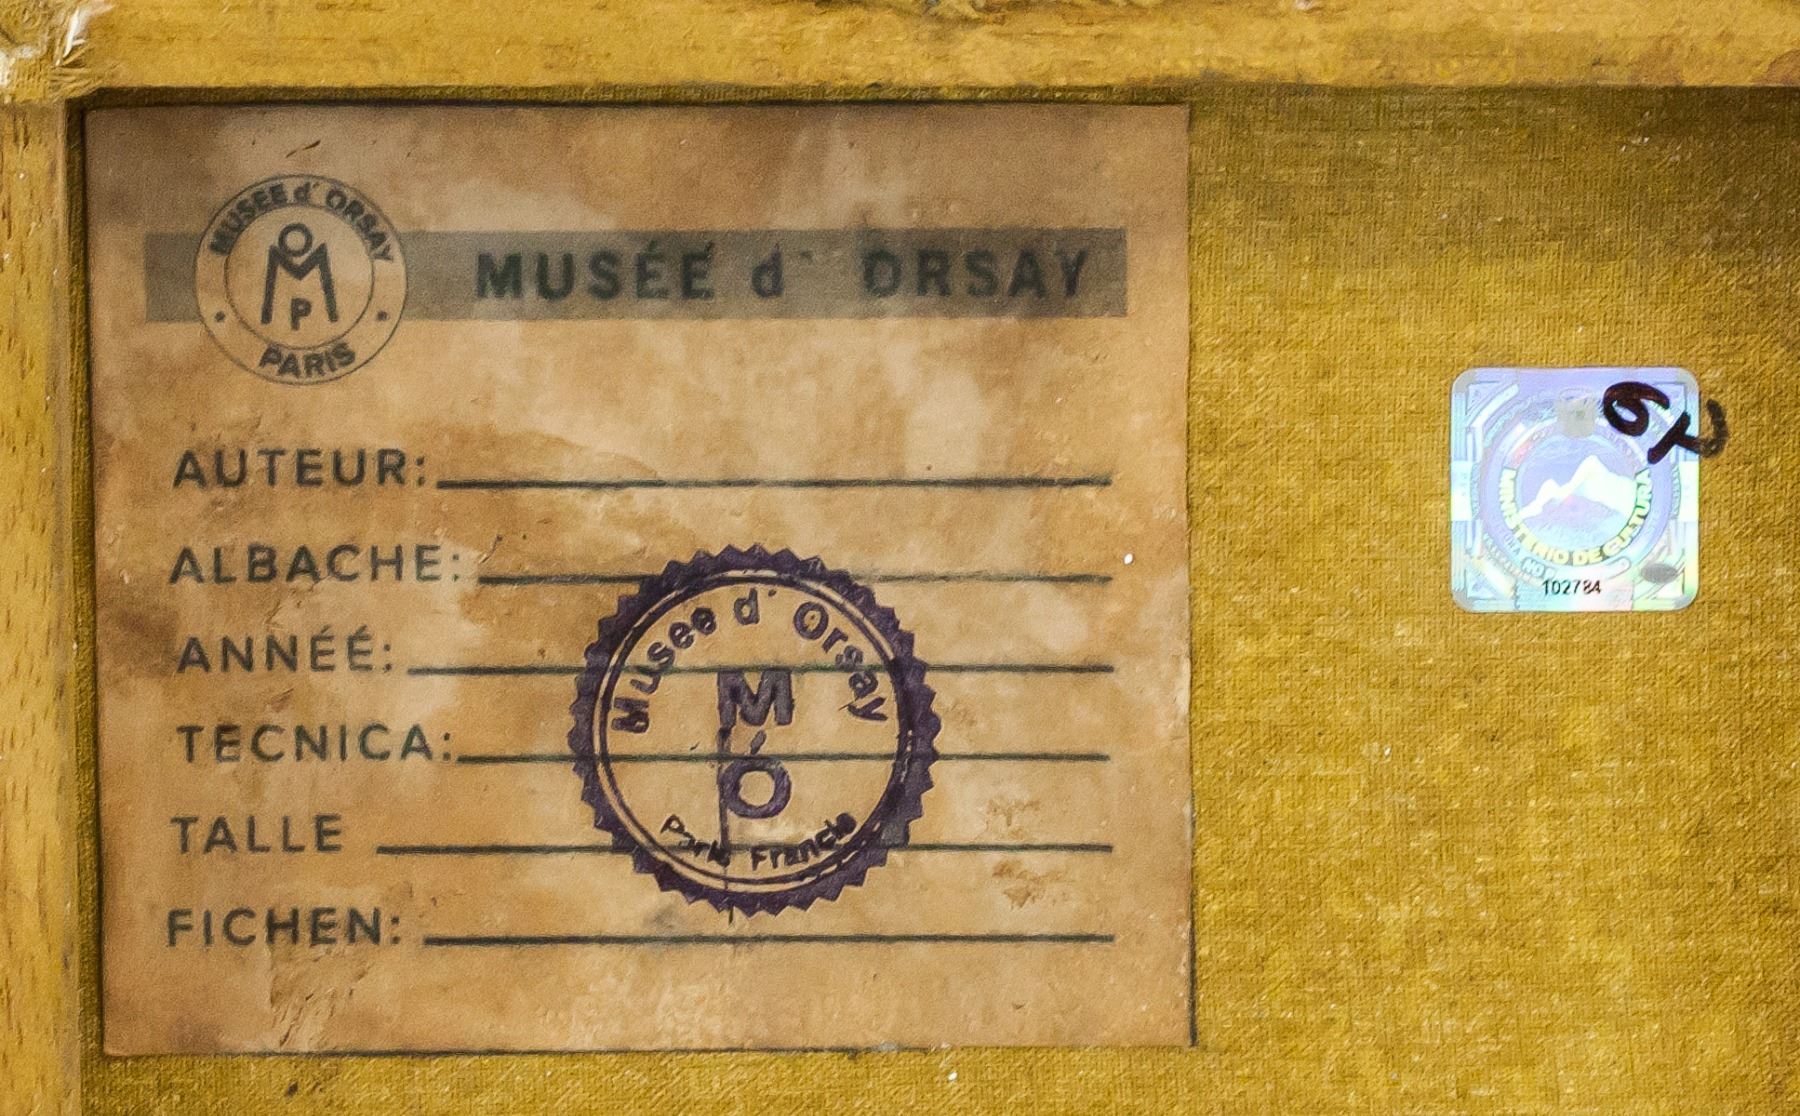 MUSEE d' ORSAY
MOP
PARIS
MUSÉE d' ORSAY
AUTEUR:
ALBACHE:
ANNÉÉ:
TECNICA:
TALLE
FICHEN:
Musee d' Orsay
M'O
Paris Francia
MINISTERIO DE CULTURA
102784